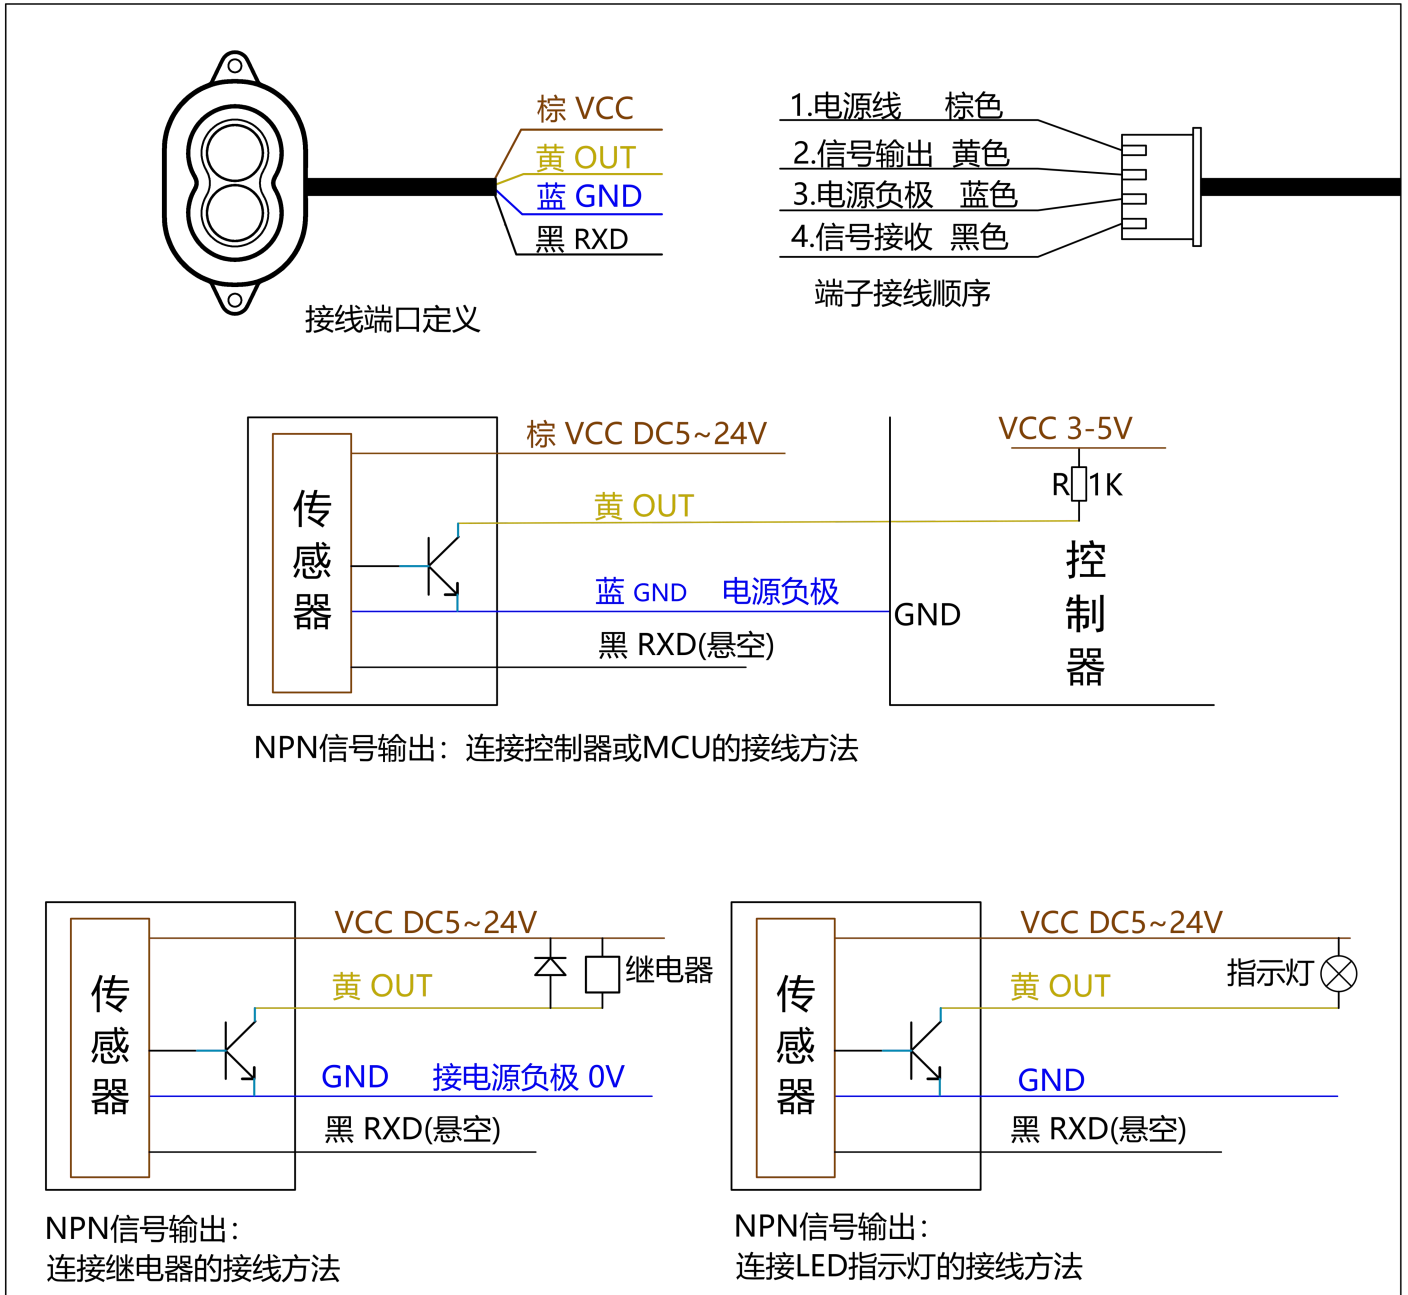 棕 VCC
黄 OUT
蓝 GND
黑 RXD
接线端口定义
1.电源线 棕色
2.信号输出 黄色
3.电源负极 蓝色
4.信号接收 黑色
端子接线顺序
传感器
棕 VCC DC5~24V
黄 OUT
蓝 GND 电源负极
黑 RXD(悬空)
VCC 3-5V
R 1K
GND
控制器
NPN信号输出：连接控制器或MCU的接线方法
传感器
VCC DC5~24V
黄 OUT
继电器
GND 接电源负极 0V
黑 RXD(悬空)
NPN信号输出：
连接继电器的接线方法
传感器
VCC DC5~24V
黄 OUT
指示灯
GND
黑 RXD(悬空)
NPN信号输出：
连接LED指示灯的接线方法